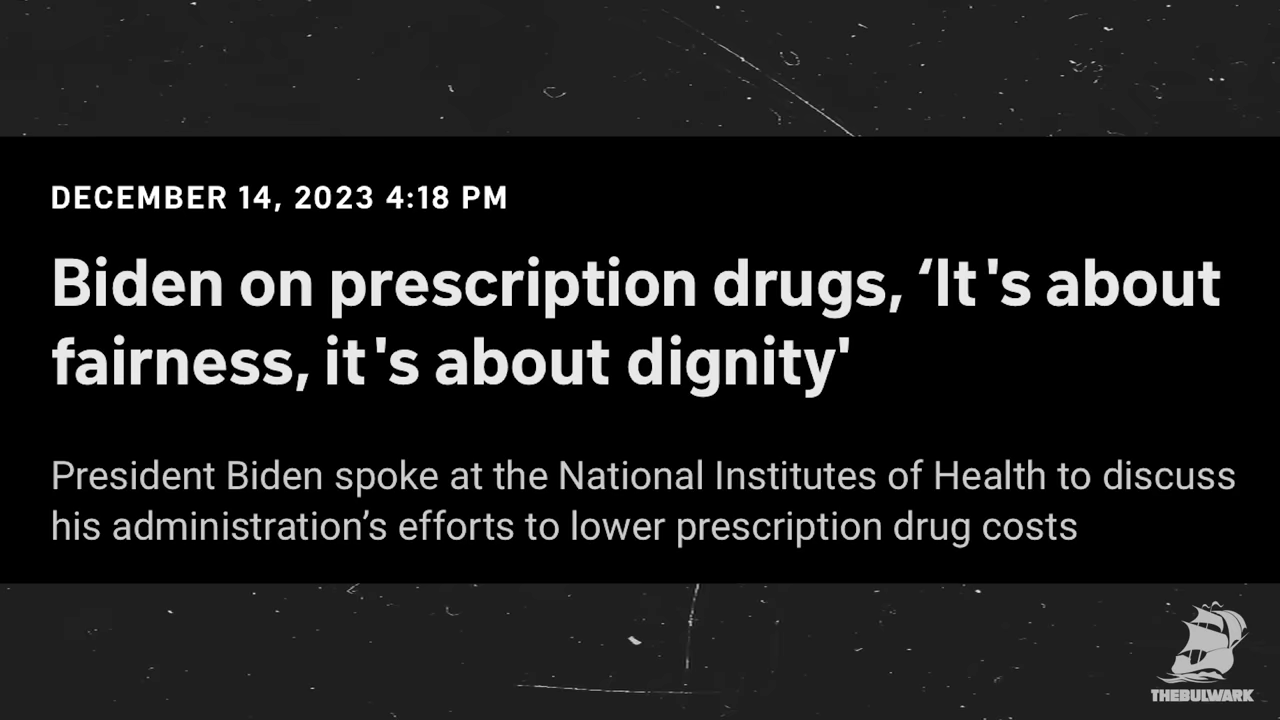 DECEMBER 14, 2023 4:18 PM
Biden on prescription drugs, ‘It's about
fairness, it's about dignity'
President Biden spoke at the National Institutes of Health to discuss
his administration’s efforts to lower prescription drug costs
THEBULWARK